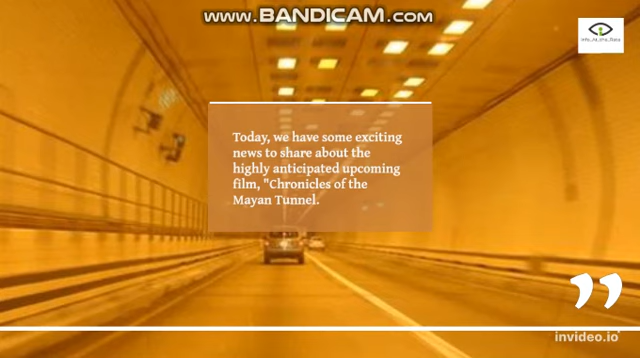 www.BANDICAM.com
Today, we have some exciting
news to share about the
highly anticipated upcoming
film, "Chronicles of the
Mayan Tunnel.
”
invideo.io